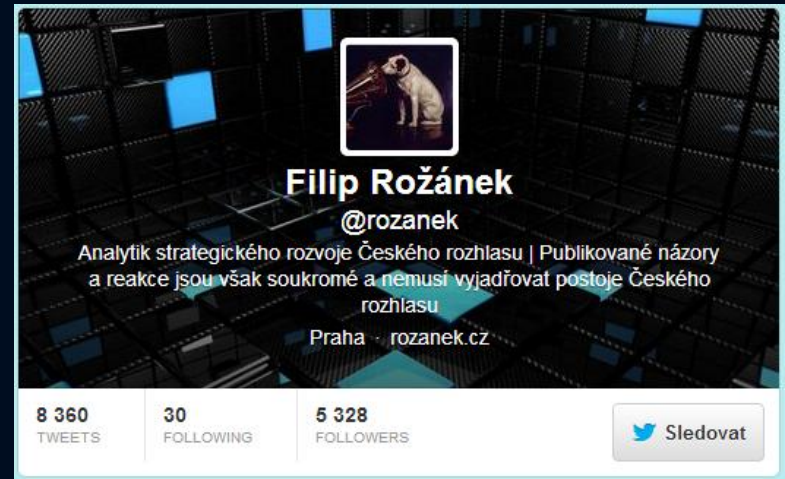 Filip Rožánek
@rozanek
Analytik strategického rozvoje Českého rozhlasu | Publikované názory
a reakce jsou však soukromé a nemusí vyjadřovat postoje Českého
rozhlasu
Praha · rozanek.cz
8 360 30 5 328
TWEETS FOLLOWING FOLLOWERS
Sledovat